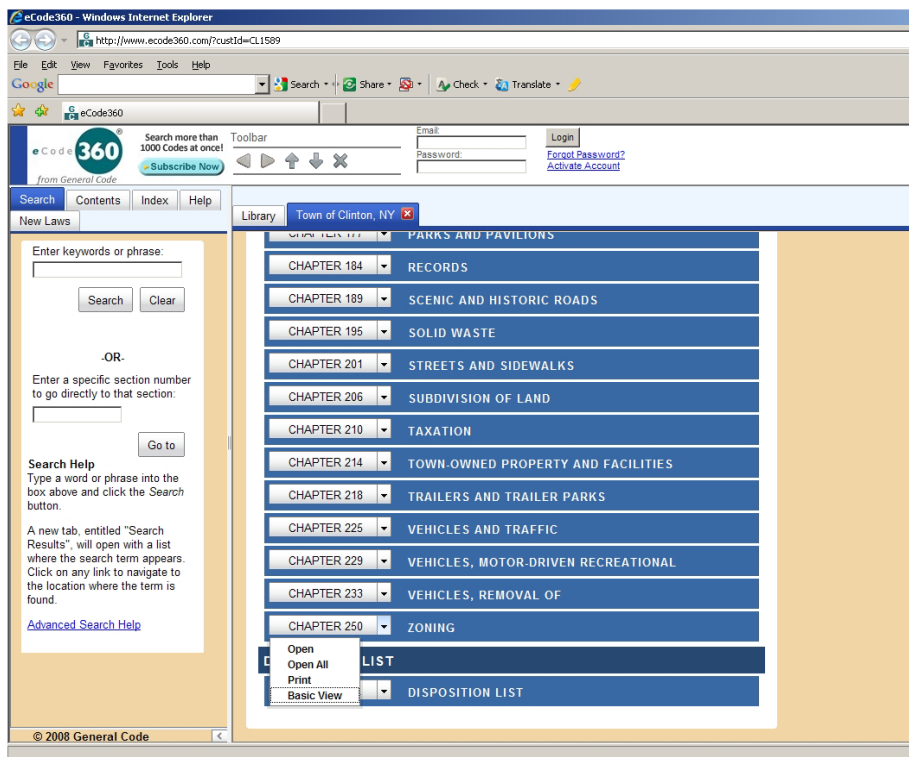 eCode360 - Windows Internet Explorer
http://www.ecode360.com/?custId=CL1589
File Edit View Favorites Tools Help
Google Search Share Check Translate
eCode360
eCode 360 ®
from General Code
Search more than
1000 Codes at once!
Subscribe Now
Toolbar
Email:
Password:
Login
Forgot Password?
Activate Account
Search Contents Index Help
New Laws
Library Town of Clinton, NY
Enter keywords or phrase:
Search Clear
-OR-
Enter a specific section number
to go directly to that section:
Go to
Search Help
Type a word or phrase into the
box above and click the Search
button.
A new tab, entitled "Search
Results", will open with a list
where the search term appears.
Click on any link to navigate to
the location where the term is
found.
Advanced Search Help
© 2008 General Code
CHAPTER 177 PARKS AND PAVILIONS
CHAPTER 184 RECORDS
CHAPTER 189 SCENIC AND HISTORIC ROADS
CHAPTER 195 SOLID WASTE
CHAPTER 201 STREETS AND SIDEWALKS
CHAPTER 206 SUBDIVISION OF LAND
CHAPTER 210 TAXATION
CHAPTER 214 TOWN-OWNED PROPERTY AND FACILITIES
CHAPTER 218 TRAILERS AND TRAILER PARKS
CHAPTER 225 VEHICLES AND TRAFFIC
CHAPTER 229 VEHICLES, MOTOR-DRIVEN RECREATIONAL
CHAPTER 233 VEHICLES, REMOVAL OF
CHAPTER 250 ZONING
Open
Open All
Print
Basic View
LIST
DISPOSITION LIST